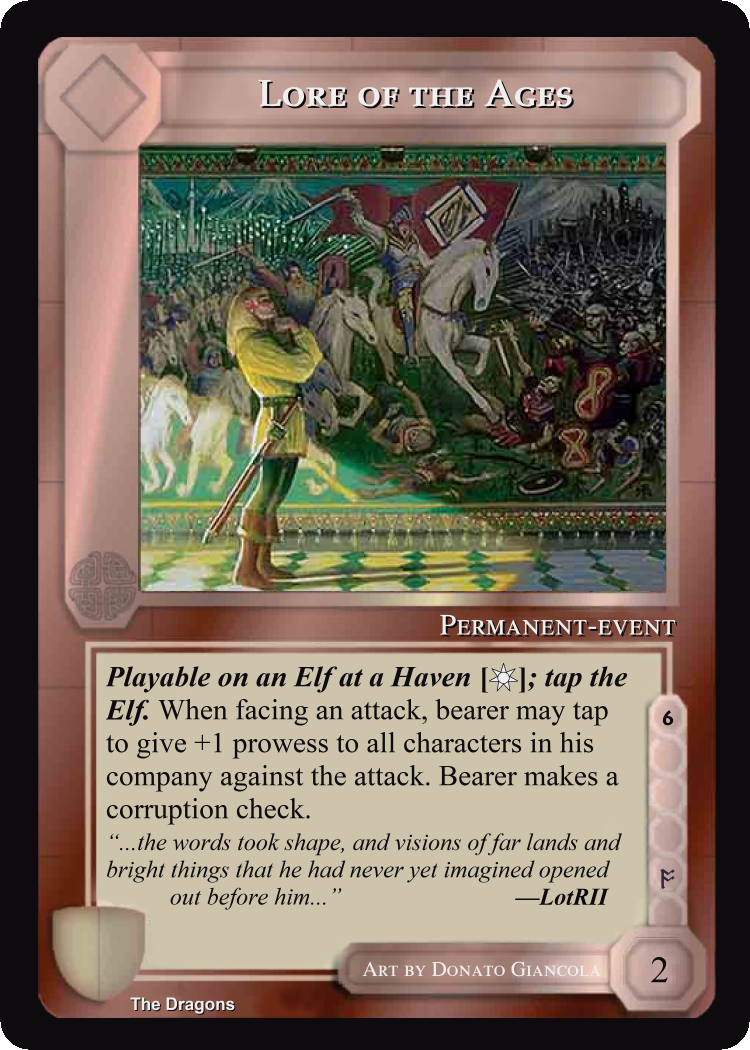 Lore of the Ages
Permanent-event
Playable on an Elf at a Haven [☼]; tap the
Elf. When facing an attack, bearer may tap
to give +1 prowess to all characters in his
company against the attack. Bearer makes a
corruption check.
“...the words took shape, and visions of far lands and
bright things that he had never yet imagined opened
out before him...” —LotRII
6
ᚩ
Art by Donato Giancola
2
The Dragons